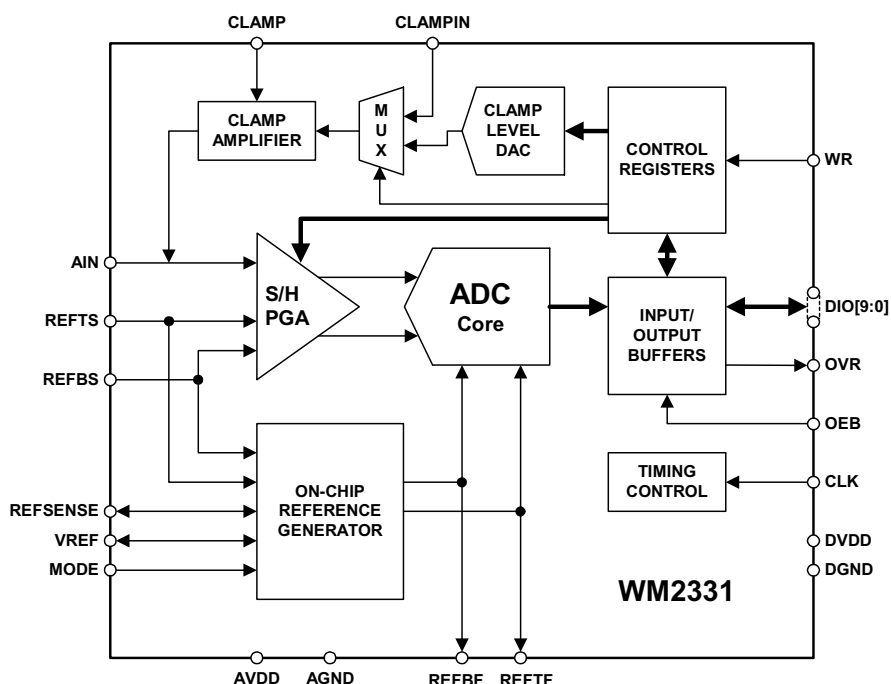 CLAMP
CLAMPIN
CLAMP
AMPLIFIER
M
U
X
CLAMP
LEVEL
DAC
CONTROL
REGISTERS
WR
AIN
S/H
PGA
ADC
Core
INPUT/
OUTPUT
BUFFERS
DIO[9:0]
REFTS
REFBS
OVR
OEB
ON-CHIP
REFERENCE
GENERATOR
TIMING
CONTROL
CLK
REFSENSE
VREF
MODE
DVDD
DGND
WM2331
AVDD
AGND
REFBF
REFTF